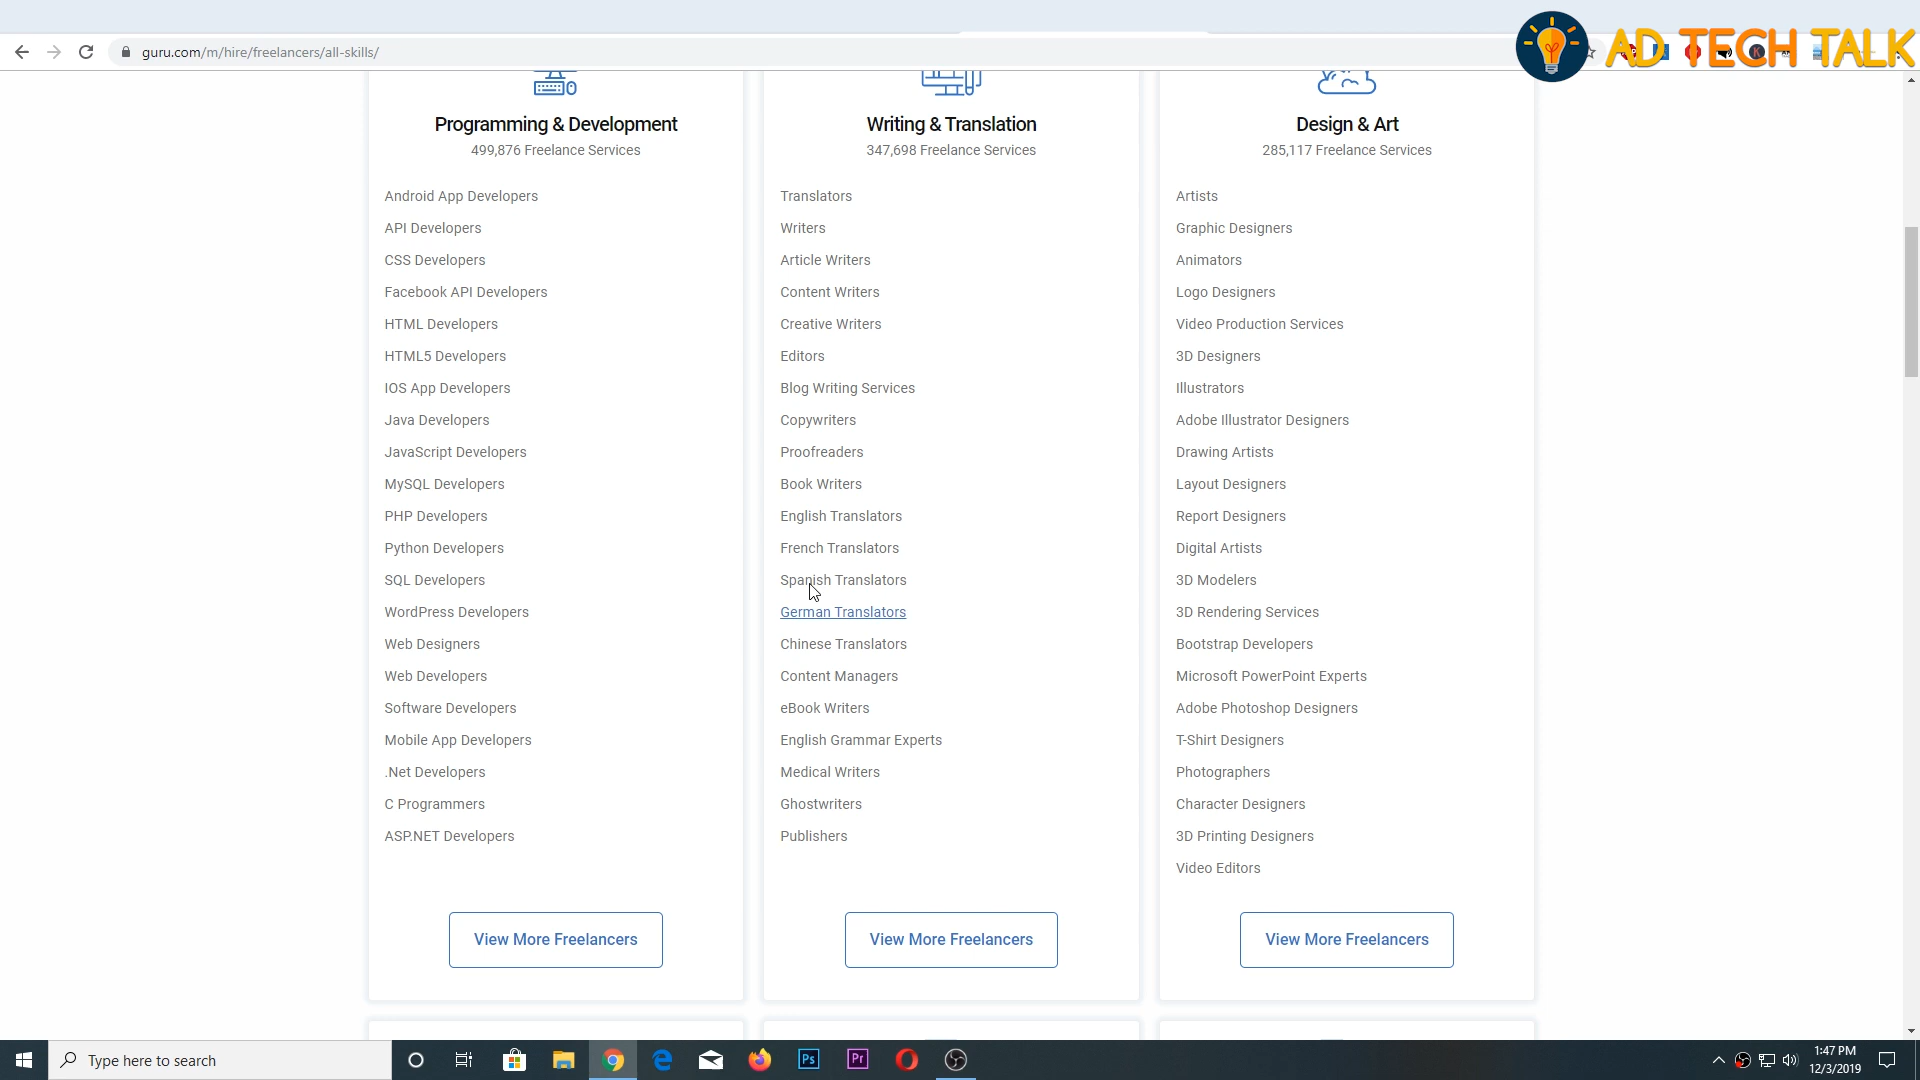 guru.com/m/hire/freelancers/all-skills/
AD TECH TALK
Programming & Development
499,876 Freelance Services
Android App Developers
API Developers
CSS Developers
Facebook API Developers
HTML Developers
HTML5 Developers
IOS App Developers
Java Developers
JavaScript Developers
MySQL Developers
PHP Developers
Python Developers
SQL Developers
WordPress Developers
Web Designers
Web Developers
Software Developers
Mobile App Developers
.Net Developers
C Programmers
ASP.NET Developers
View More Freelancers
Writing & Translation
347,698 Freelance Services
Translators
Writers
Article Writers
Content Writers
Creative Writers
Editors
Blog Writing Services
Copywriters
Proofreaders
Book Writers
English Translators
French Translators
Spanish Translators
German Translators
Chinese Translators
Content Managers
eBook Writers
English Grammar Experts
Medical Writers
Ghostwriters
Publishers
View More Freelancers
Design & Art
285,117 Freelance Services
Artists
Graphic Designers
Animators
Logo Designers
Video Production Services
3D Designers
Illustrators
Adobe Illustrator Designers
Drawing Artists
Layout Designers
Report Designers
Digital Artists
3D Modelers
3D Rendering Services
Bootstrap Developers
Microsoft PowerPoint Experts
Adobe Photoshop Designers
T-Shirt Designers
Photographers
Character Designers
3D Printing Designers
Video Editors
View More Freelancers
Type here to search
Ps
Pr
1:47 PM
12/3/2019